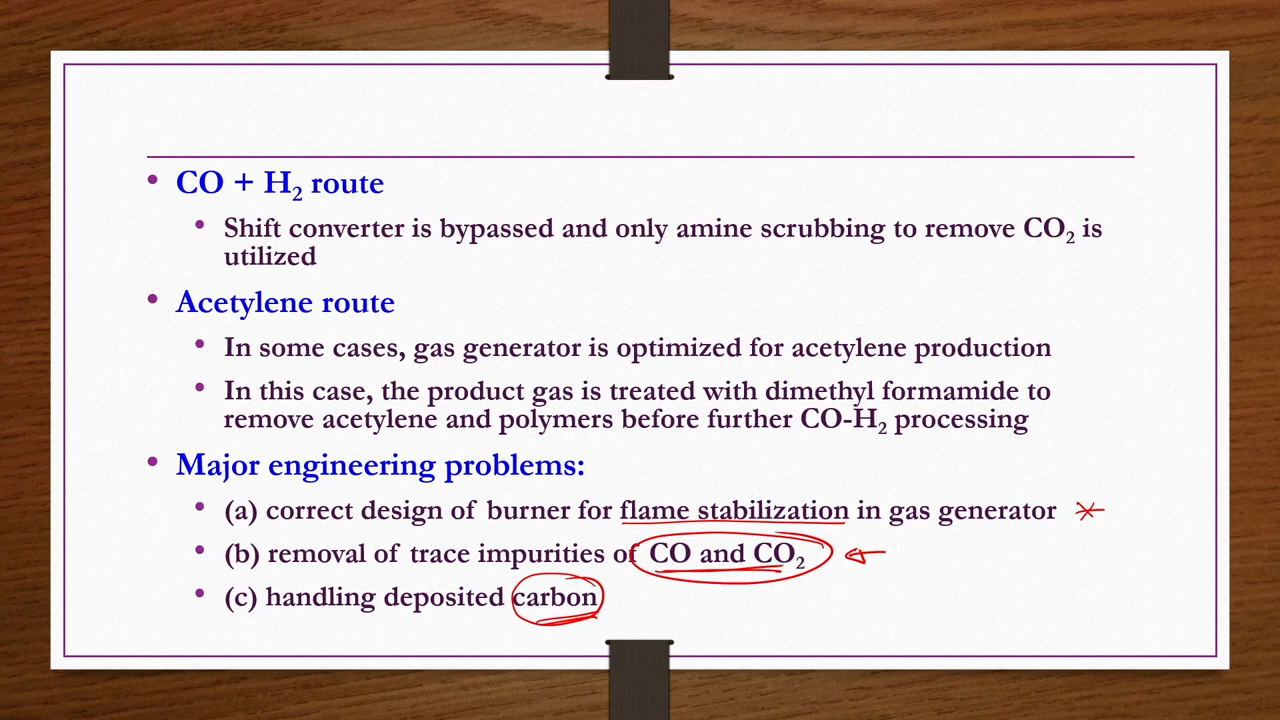 • CO + H₂ route
• Shift converter is bypassed and only amine scrubbing to remove CO₂ is
utilized
• Acetylene route
• In some cases, gas generator is optimized for acetylene production
• In this case, the product gas is treated with dimethyl formamide to
remove acetylene and polymers before further CO-H₂ processing
• Major engineering problems:
• (a) correct design of burner for flame stabilization in gas generator
• (b) removal of trace impurities of CO and CO₂
• (c) handling deposited carbon